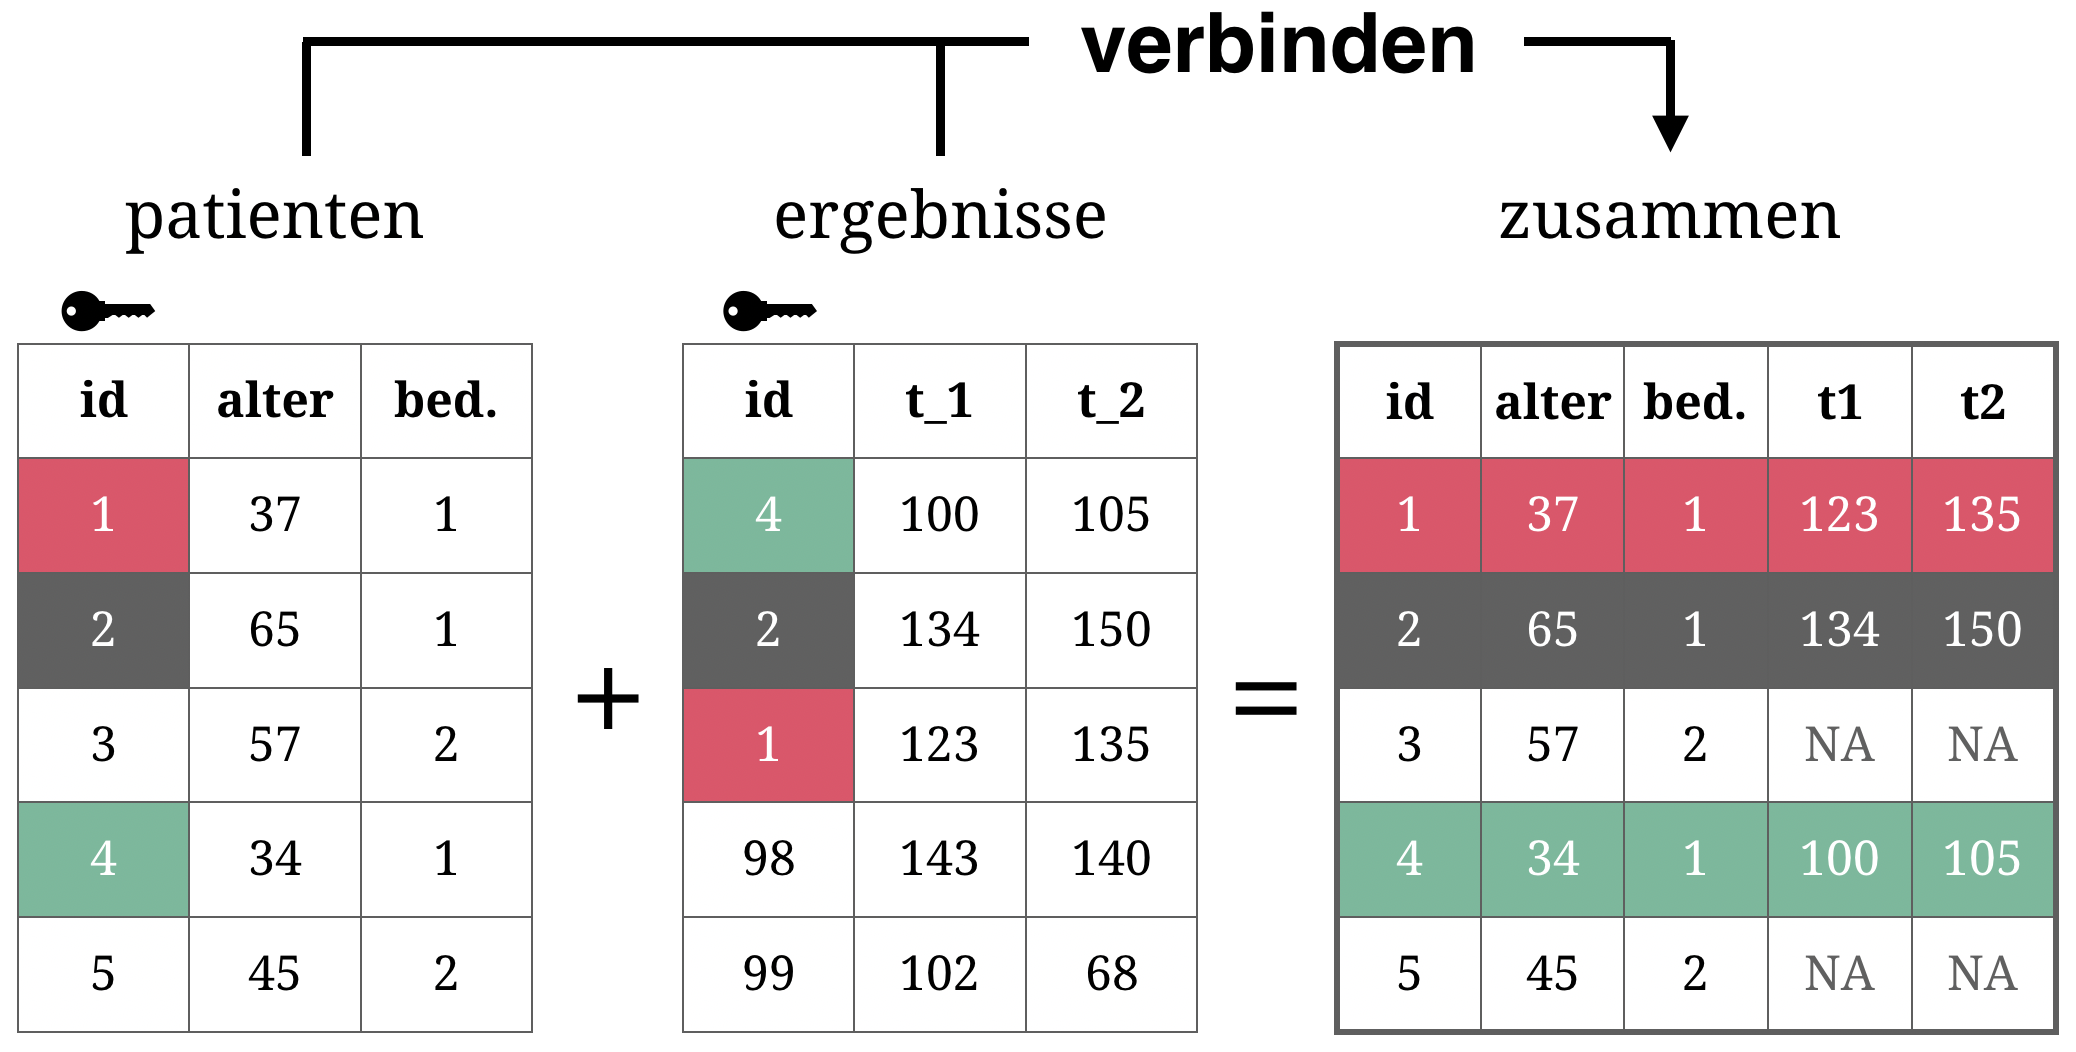 verbinden
patienten ergebnisse zusammen
id alter bed. id t_1 t_2 id alter bed. t1 t2
1 37 1 4 100 105 1 37 1 123 135
2 65 1 2 134 150 2 65 1 134 150
+ =
3 57 2 1 123 135 3 57 2 NA NA
4 34 1 98 143 140 4 34 1 100 105
5 45 2 99 102 68 5 45 2 NA NA